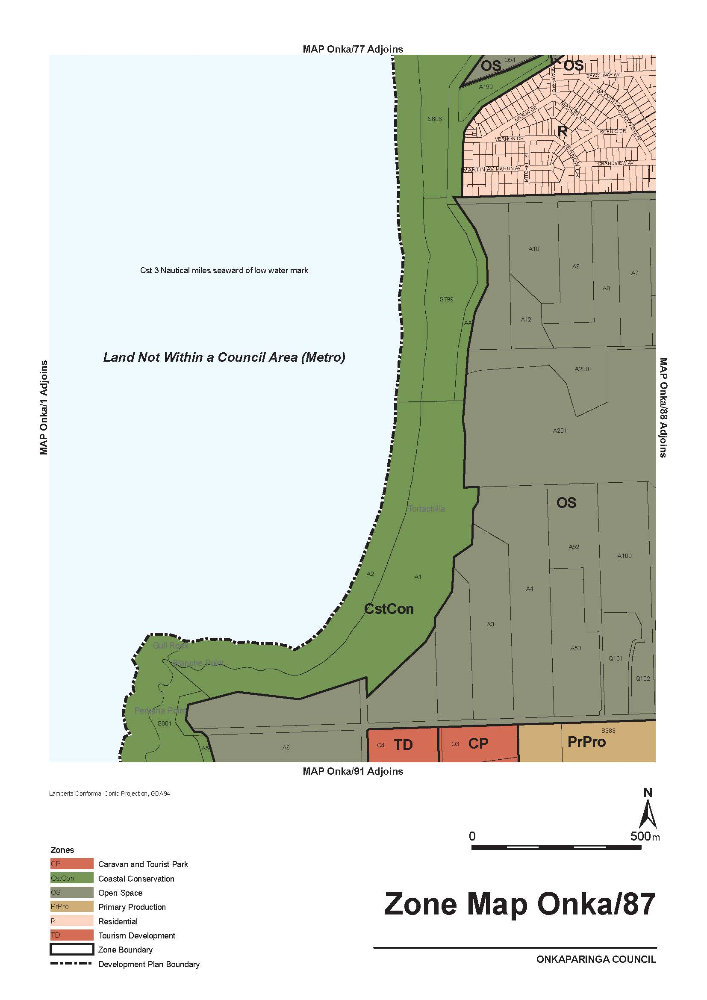 MAP Onka/77 Adjoins
OS
Q54
OS
A190
SEAVIEW ST
BEACHWAY AV
BAYVISTA AV
BAYVISTA AV
MASLIN CR
MASLIN CR
S806
R
SCENIC DR
VERNON CR
VERNON CR
MITCHELL ST
GRANDVIEW AV
MARTIN AV
MARTIN AV
A10
A9
A7
A8
Cst 3 Nautical miles seaward of low water mark
S799
A12
AA
Land Not Within a Council Area (Metro)
MAP Onka/1 Adjoins
MAP Onka/88 Adjoins
A200
A201
OS
Tortachilla
A52
A100
A2
A1
A4
CstCon
A3
Gull Rock
A53
Q101
Blanche Point
Q102
Perkana Point
S801
S383
A5
A6
Q4
TD
Q3
CP
PrPro
MAP Onka/91 Adjoins
Lamberts Conformal Conic Projection, GDA94
N
0
500m
Zones
CP Caravan and Tourist Park
CstCon Coastal Conservation
OS Open Space
PrPro Primary Production
R Residential
TD Tourism Development
Zone Boundary
Development Plan Boundary
Zone Map Onka/87
ONKAPARINGA COUNCIL